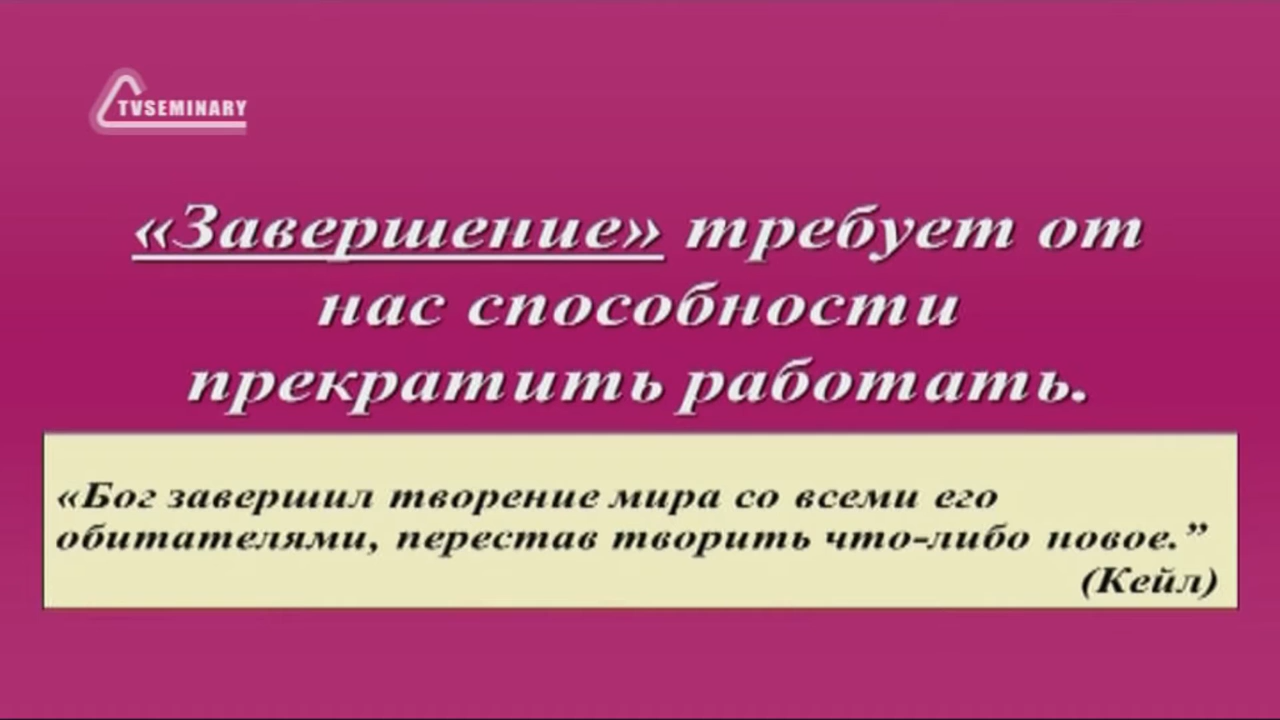 TVSEMINARY
«Завершение» требует от
нас способности
прекратить работать.
«Бог завершил творение мира со всеми его
обитателями, перестав творить что-либо новое.”
(Кейл)